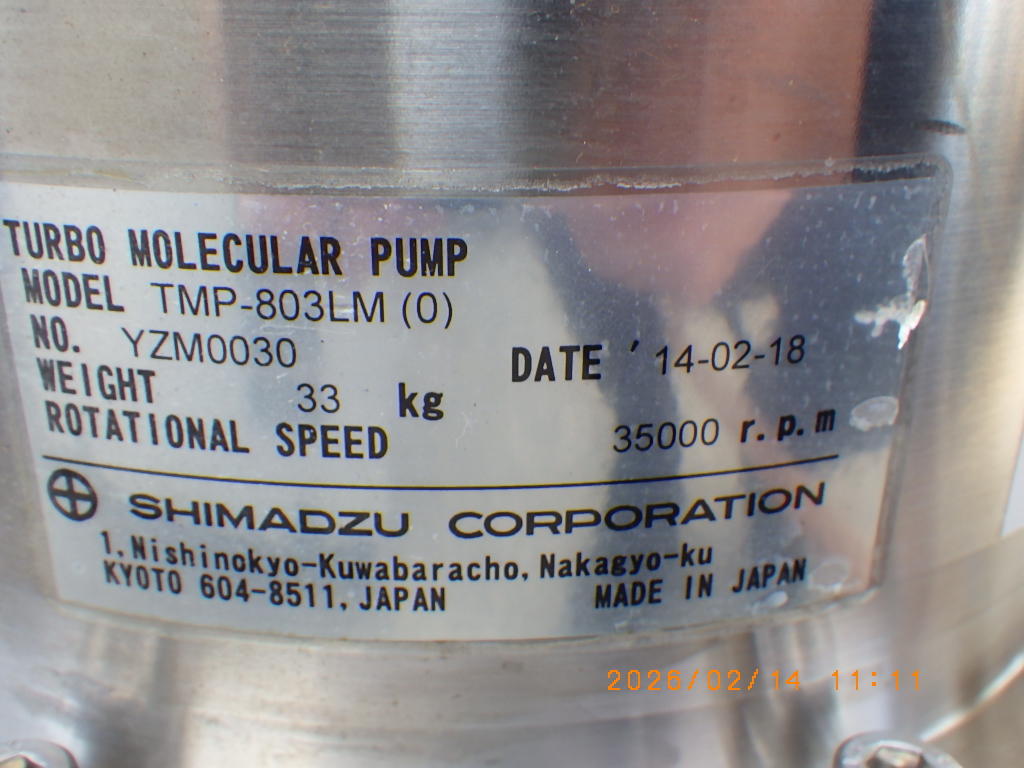 TURBO MOLECULAR PUMP
MODEL TMP-803LM (O)
NO. YZM0030 DATE '14-02-18
WEIGHT 33 kg
ROTATIONAL SPEED 35000 r.p.m
SHIMADZU CORPORATION
1, Nishinokyo-Kuwabaracho, Nakagyo-ku
KYOTO 604-8511, JAPAN MADE IN JAPAN
2026/02/14 11:11